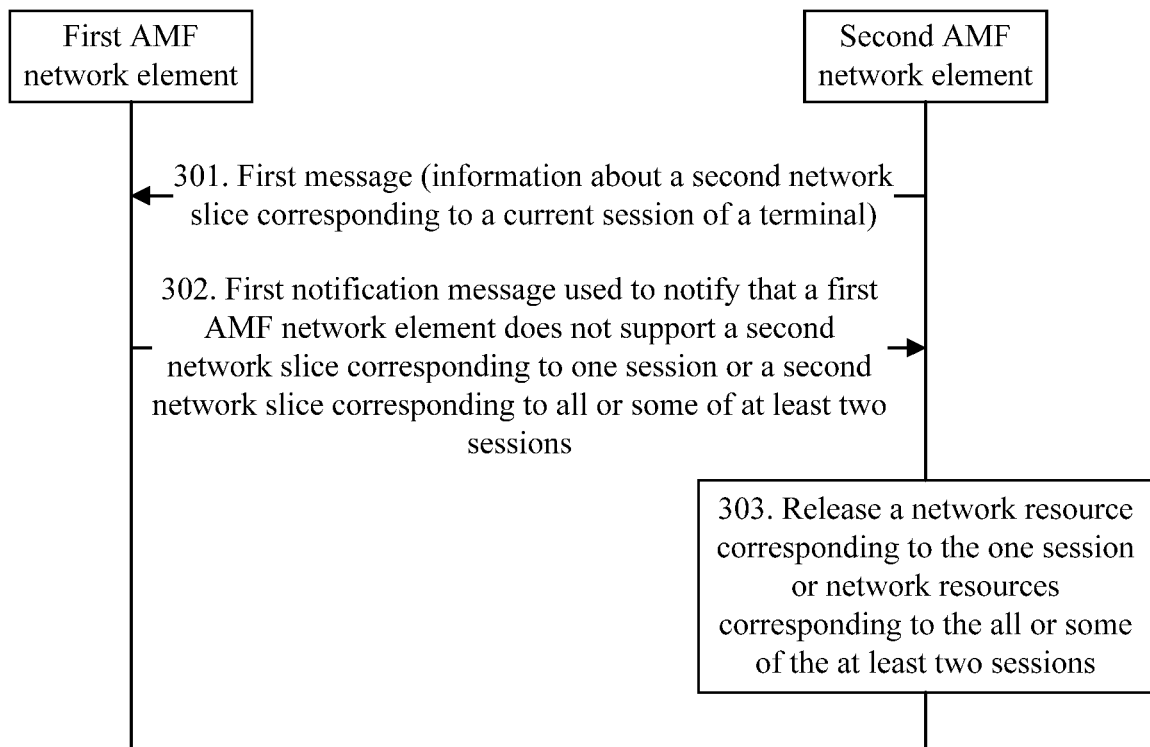 First AMF
network element
Second AMF
network element
301. First message (information about a second network
slice corresponding to a current session of a terminal)
302. First notification message used to notify that a first
AMF network element does not support a second
network slice corresponding to one session or a second
network slice corresponding to all or some of at least two
sessions
303. Release a network resource
corresponding to the one session
or network resources
corresponding to the all or some
of the at least two sessions